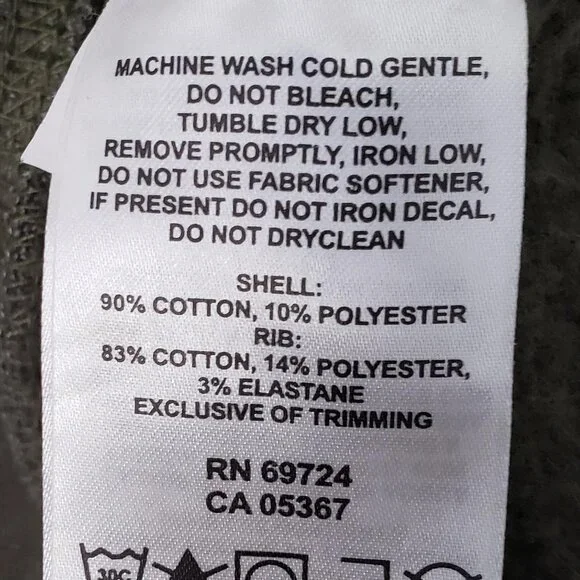 MACHINE WASH COLD GENTLE,
DO NOT BLEACH,
TUMBLE DRY LOW,
REMOVE PROMPTLY, IRON LOW,
DO NOT USE FABRIC SOFTENER,
IF PRESENT DO NOT IRON DECAL,
DO NOT DRYCLEAN
SHELL:
90% COTTON, 10% POLYESTER
RIB:
83% COTTON, 14% POLYESTER,
3% ELASTANE
EXCLUSIVE OF TRIMMING
RN 69724
CA 05367
30C